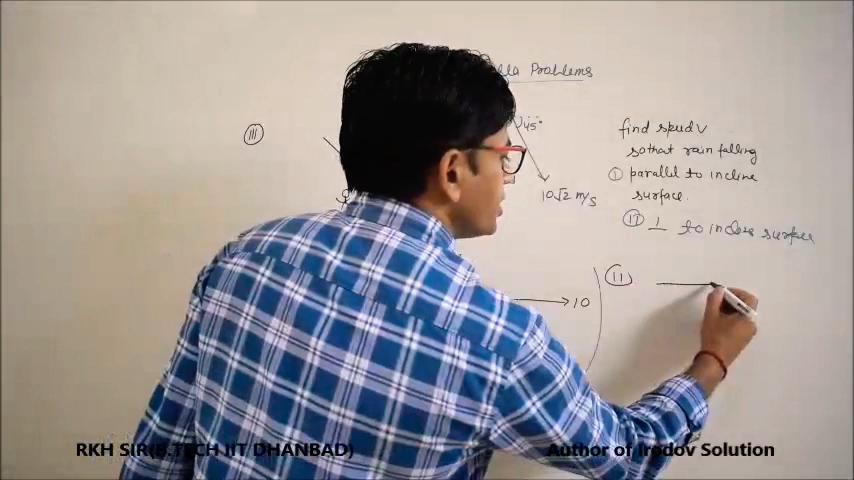 Problems
III
45°
10√2 m/s
find speed v
so that rain falling
I parallel to incline
surface.
II ⊥ to incline surface
10
II
RKH SIR(B.TECH IIT DHANBAD)
Author of Irodov Solution